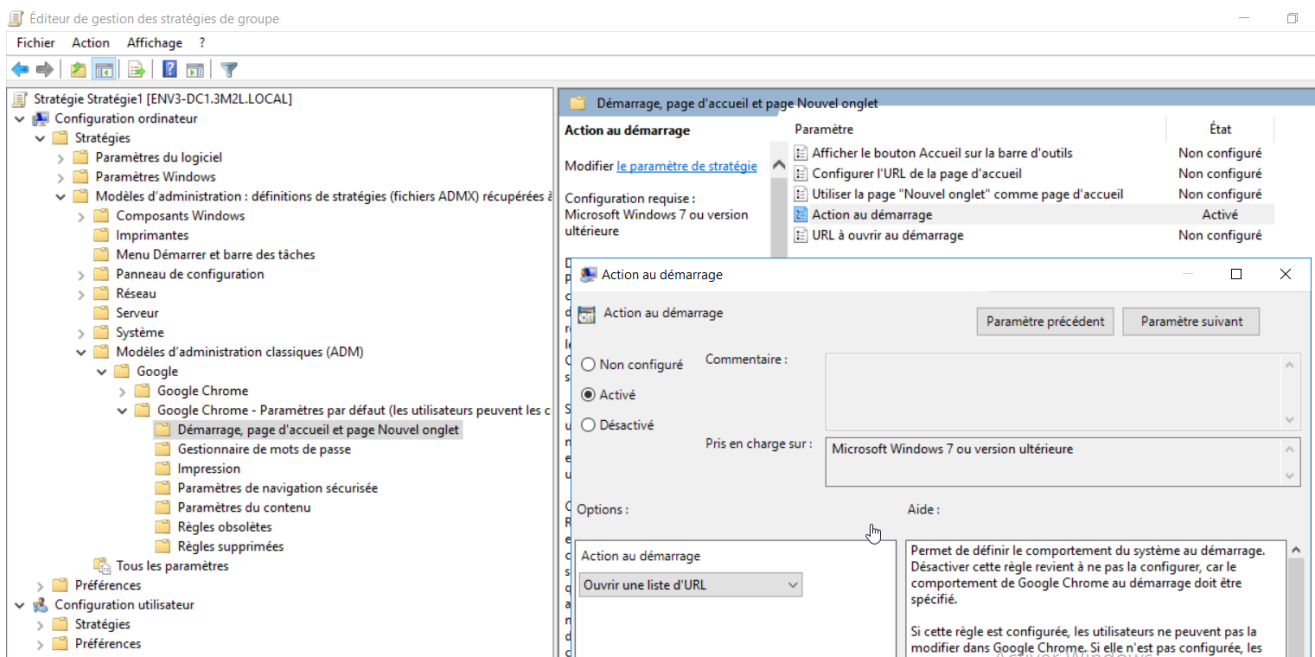 Éditeur de gestion des stratégies de groupe
Fichier Action Affichage ?
Stratégie Stratégie1 [ENV3-DC1.3M2L.LOCAL]
Configuration ordinateur
Stratégies
Paramètres du logiciel
Paramètres Windows
Modèles d'administration : définitions de stratégies (fichiers ADMX) récupérées à
Composants Windows
Imprimantes
Menu Démarrer et barre des tâches
Panneau de configuration
Réseau
Serveur
Système
Modèles d'administration classiques (ADM)
Google
Google Chrome
Google Chrome - Paramètres par défaut (les utilisateurs peuvent les c
Démarrage, page d'accueil et page Nouvel onglet
Gestionnaire de mots de passe
Impression
Paramètres de navigation sécurisée
Paramètres du contenu
Règles obsolètes
Règles supprimées
Tous les paramètres
Préférences
Configuration utilisateur
Stratégies
Préférences
Démarrage, page d'accueil et page Nouvel onglet
Action au démarrage
Modifier le paramètre de stratégie
Configuration requise :
Microsoft Windows 7 ou version
ultérieure
Paramètre État
Afficher le bouton Accueil sur la barre d'outils Non configuré
Configurer l'URL de la page d'accueil Non configuré
Utiliser la page "Nouvel onglet" comme page d'accueil Non configuré
Action au démarrage Activé
URL à ouvrir au démarrage Non configuré
Action au démarrage
Action au démarrage
Paramètre précédent Paramètre suivant
Non configuré
Activé
Désactivé
Commentaire :
Pris en charge sur :
Microsoft Windows 7 ou version ultérieure
Options :
Aide :
Action au démarrage
Ouvrir une liste d'URL
Permet de définir le comportement du système au démarrage.
Désactiver cette règle revient à ne pas la configurer, car le
comportement de Google Chrome au démarrage doit être
spécifié.
Si cette règle est configurée, les utilisateurs ne peuvent pas la
modifier dans Google Chrome. Si elle n'est pas configurée, les